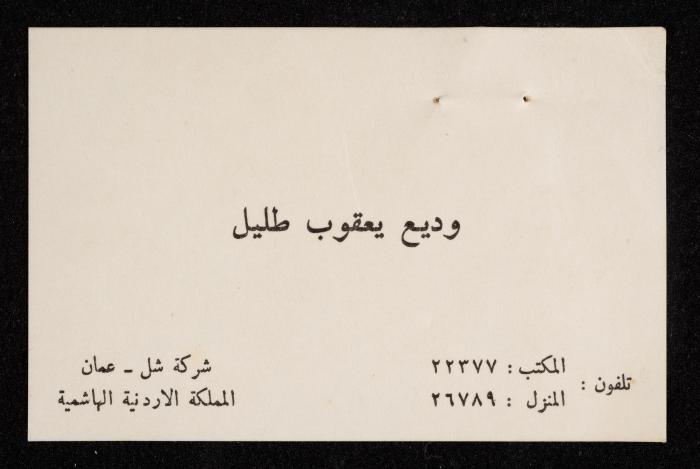 وديع يعقوب طليل
تلفون :
المكتب : ٢٢٣٧٧
المنزل : ٢٦٧٨٩
شركة شل - عمان
المملكة الاردنية الهاشمية